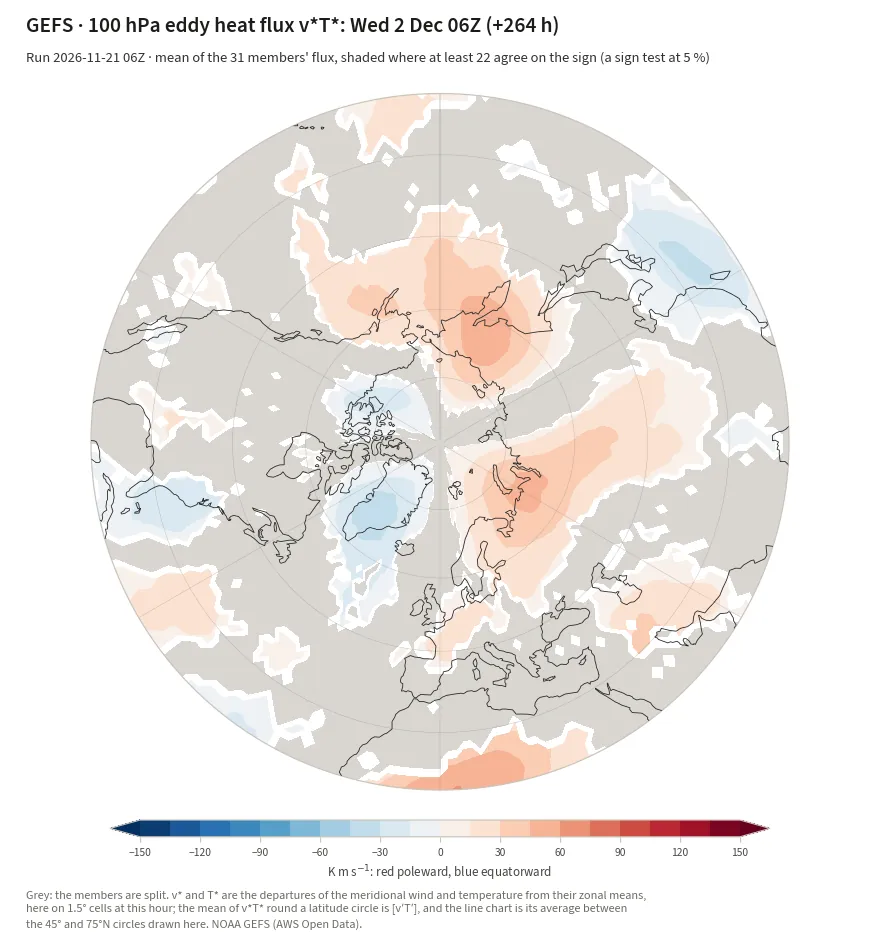 GEFS · 100 hPa eddy heat flux v*T*: Wed 2 Dec 06Z (+264 h)
Run 2026-11-21 06Z · mean of the 31 members' flux, shaded where at least 22 agree on the sign (a sign test at 5 %)
−150 −120 −90 −60 −30 0 30 60 90 120 150
K m s⁻¹: red poleward, blue equatorward
Grey: the members are split. v* and T* are the departures of the meridional wind and temperature from their zonal means,
here on 1.5° cells at this hour; the mean of v*T* round a latitude circle is [v'T'], and the line chart is its average between
the 45° and 75°N circles drawn here. NOAA GEFS (AWS Open Data).